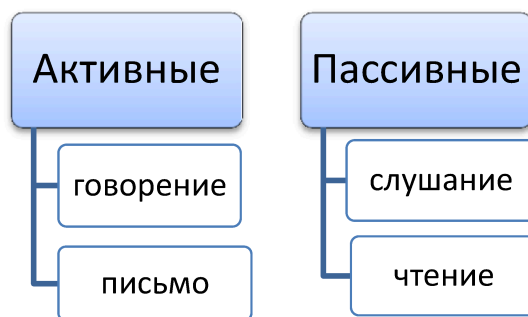 Активные
говорение
письмо
Пассивные
слушание
чтение